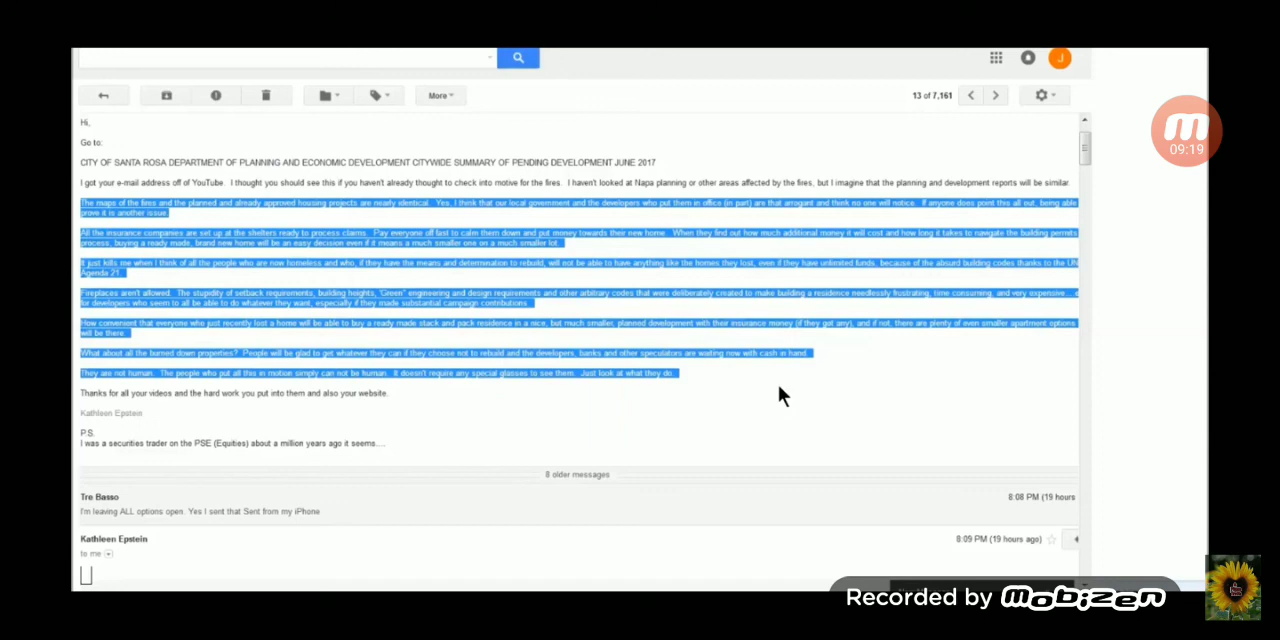 J
More
13 of 7,161
09:19
Hi,
Go to:
CITY OF SANTA ROSA DEPARTMENT OF PLANNING AND ECONOMIC DEVELOPMENT CITYWIDE SUMMARY OF PENDING DEVELOPMENT JUNE 2017
I got your e-mail address off of YouTube. I thought you should see this if you haven't already thought to check into motive for the fires. I haven't looked at Napa planning or other areas affected by the fires, but I imagine that the planning and development reports will be similar.
The maps of the fires and the planned and already approved housing projects are nearly identical. Yes, I think that our local government and the developers who put them in office (in part) are that arrogant and think no one will notice. If anyone does point this all out, being able
prove it is another issue.
All the insurance companies are set up at the shelters ready to process claims. Pay everyone off fast to calm them down and put money towards their new home. When they find out how much additional money it will cost and how long it takes to navigate the building permits
process, buying a ready made, brand new home will be an easy decision even if it means a much smaller one on a much smaller lot.
It just kills me when I think of all the people who are now homeless and who, if they have the means and determination to rebuild, will not be able to have anything like the homes they lost, even if they have unlimited funds, because of the absurd building codes thanks to the UN
Agenda 21.
Fireplaces aren't allowed. The stupidity of setback requirements, building heights, "Green" engineering and design requirements and other arbitrary codes that were deliberately created to make building a residence needlessly frustrating, time consuming, and very expensive...
for developers who seem to all be able to do whatever they want, especially if they made substantial campaign contributions
How convenient that everyone who just recently lost a home will be able to buy a ready made stack and pack residence in a nice, but much smaller, planned development with their insurance money (if they got any), and if not, there are plenty of even smaller apartment options
will be there.
What about all the burned down properties? People will be glad to get whatever they can if they choose not to rebuild and the developers, banks and other speculators are waiting now with cash in hand.
They are not human. The people who put all this in motion simply can not be human. It doesn't require any special glasses to see them. Just look at what they do.
Thanks for all your videos and the hard work you put into them and also your website.
Kathleen Epstein
P.S.
I was a securities trader on the PSE (Equities) about a million years ago it seems....
8 older messages
Tre Basso
8:08 PM (19 hours
I'm leaving ALL options open. Yes I sent that Sent from my iPhone
Kathleen Epstein
8:09 PM (19 hours ago)
to me
Recorded by mobizen